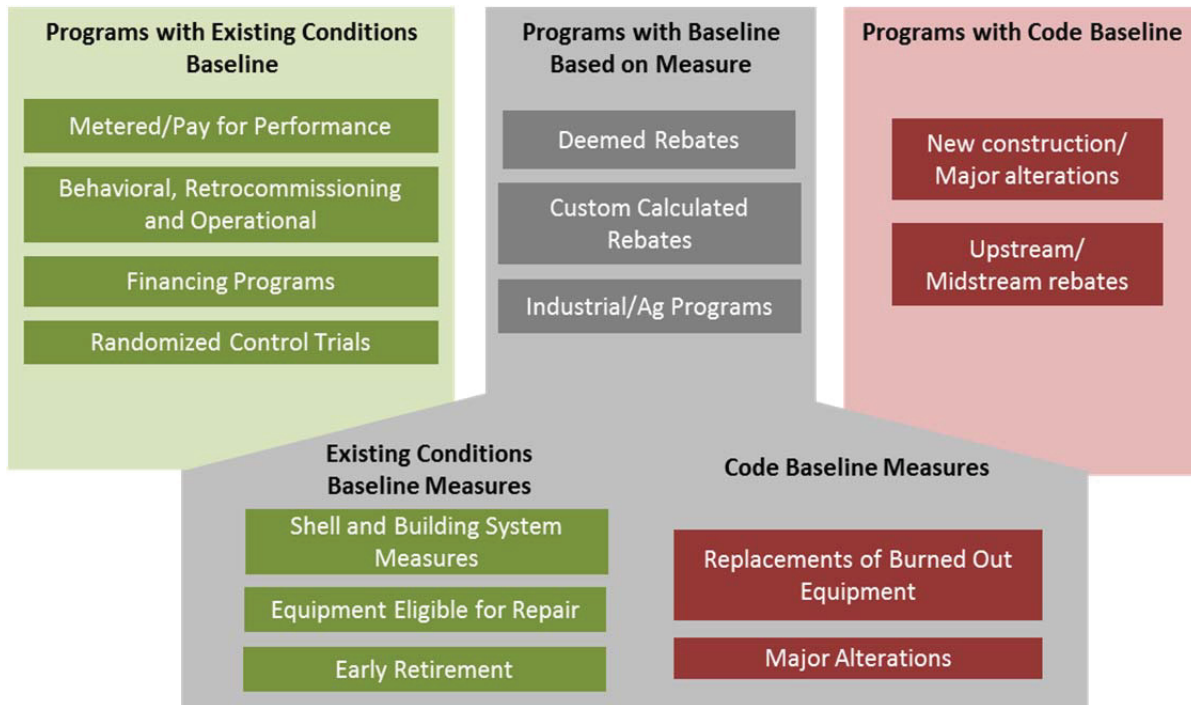 Programs with Existing Conditions
Baseline
Metered/Pay for Performance
Behavioral, Retrocommissioning
and Operational
Financing Programs
Randomized Control Trials
Programs with Baseline
Based on Measure
Deemed Rebates
Custom Calculated
Rebates
Industrial/Ag Programs
Programs with Code Baseline
New construction/
Major alterations
Upstream/
Midstream rebates
Existing Conditions
Baseline Measures
Shell and Building System
Measures
Equipment Eligible for Repair
Early Retirement
Code Baseline Measures
Replacements of Burned Out
Equipment
Major Alterations